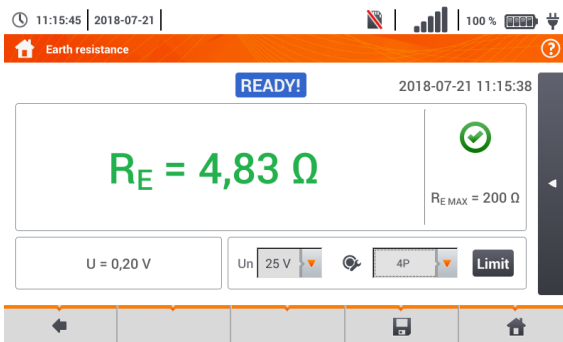 11:15:45 2018-07-21 100 %
Earth resistance ?
READY! 2018-07-21 11:15:38
RE = 4,83 Ω
RE MAX = 200 Ω
U = 0,20 V Un 25 V 4P Limit